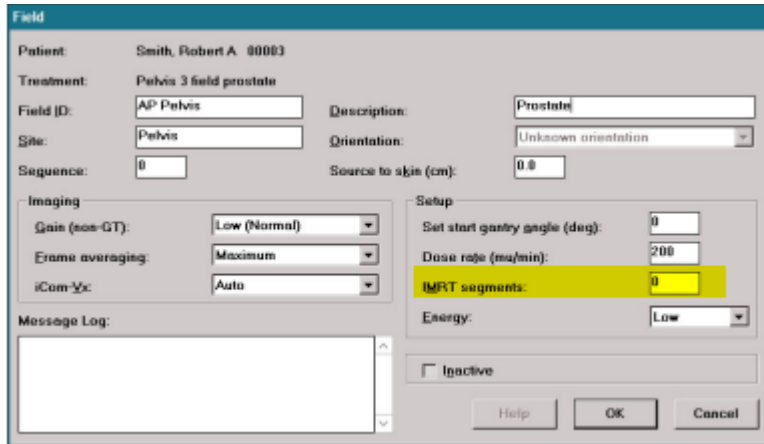 Field
Patient: Smith, Robert A 00003
Treatment: Pelvis 3 field prostate
Field ID: AP Pelvis Description: Prostate
Site: Pelvis Orientation: Unknown orientation
Sequence: 0 Source to skin (cm): 0.0
Imaging Setup
Gain (non-GT): Low (Normal) Set start gantry angle (deg): 0
Frame averaging: Maximum Dose rate (mu/min): 200
iCom-Vx: Auto IMRT segments: 0
Message Log: Energy: Low
Inactive
Help OK Cancel